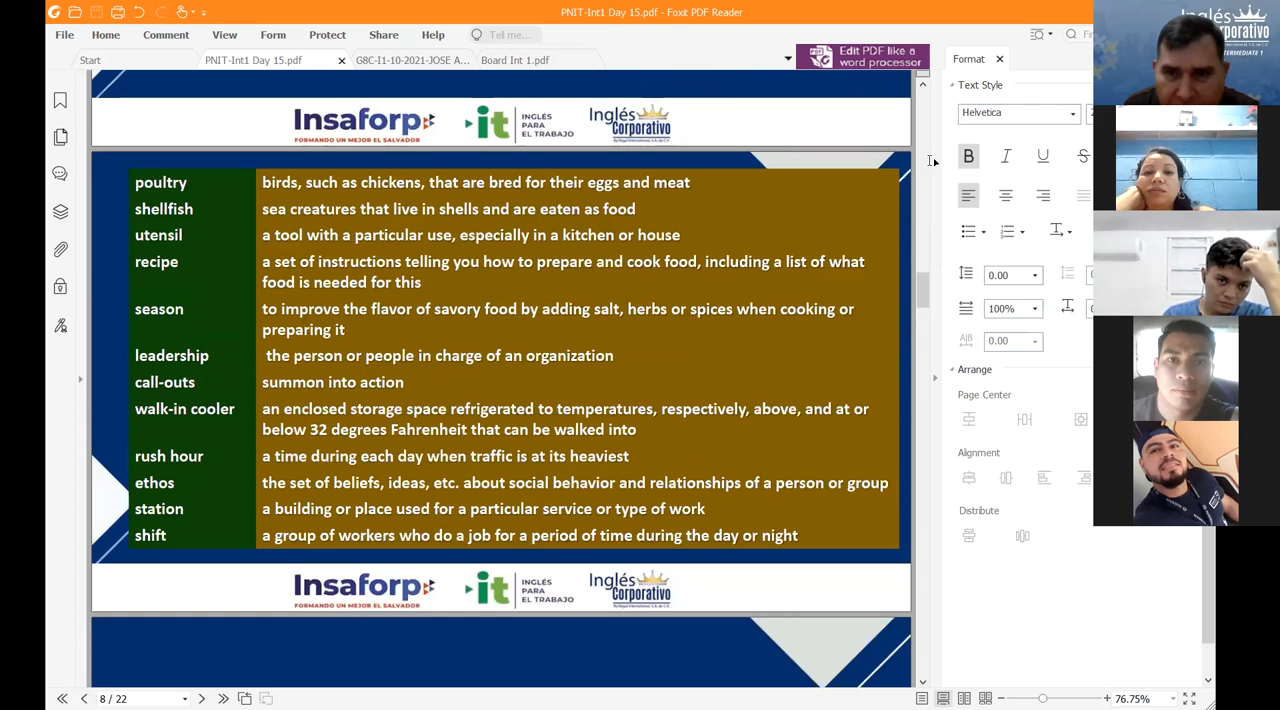 PNIT-Int1 Day 15.pdf - Foxit PDF Reader
File Home Comment View Form Protect Share Help Tell me...
Start PNIT-Int1 Day 15.pdf G8C-I1-10-2021-JOSE A... Board Int 1.pdf
Edit PDF like a
word processor
Format
Text Style
Helvetica
B I U S
0.00
100%
0.00
Arrange
Page Center
Alignment
Distribute
Inglés
Corporativo
Insaforp
FORMANDO UN MEJOR EL SALVADOR
it
INGLÉS
PARA
EL TRABAJO
Inglés
Corporativo
poultry birds, such as chickens, that are bred for their eggs and meat
shellfish sea creatures that live in shells and are eaten as food
utensil a tool with a particular use, especially in a kitchen or house
recipe a set of instructions telling you how to prepare and cook food, including a list of what
food is needed for this
season to improve the flavor of savory food by adding salt, herbs or spices when cooking or
preparing it
leadership the person or people in charge of an organization
call-outs summon into action
walk-in cooler an enclosed storage space refrigerated to temperatures, respectively, above, and at or
below 32 degrees Fahrenheit that can be walked into
rush hour a time during each day when traffic is at its heaviest
ethos the set of beliefs, ideas, etc. about social behavior and relationships of a person or group
station a building or place used for a particular service or type of work
shift a group of workers who do a job for a period of time during the day or night
Insaforp
FORMANDO UN MEJOR EL SALVADOR
it
INGLÉS
PARA
EL TRABAJO
Inglés
Corporativo
8 / 22
76.75%